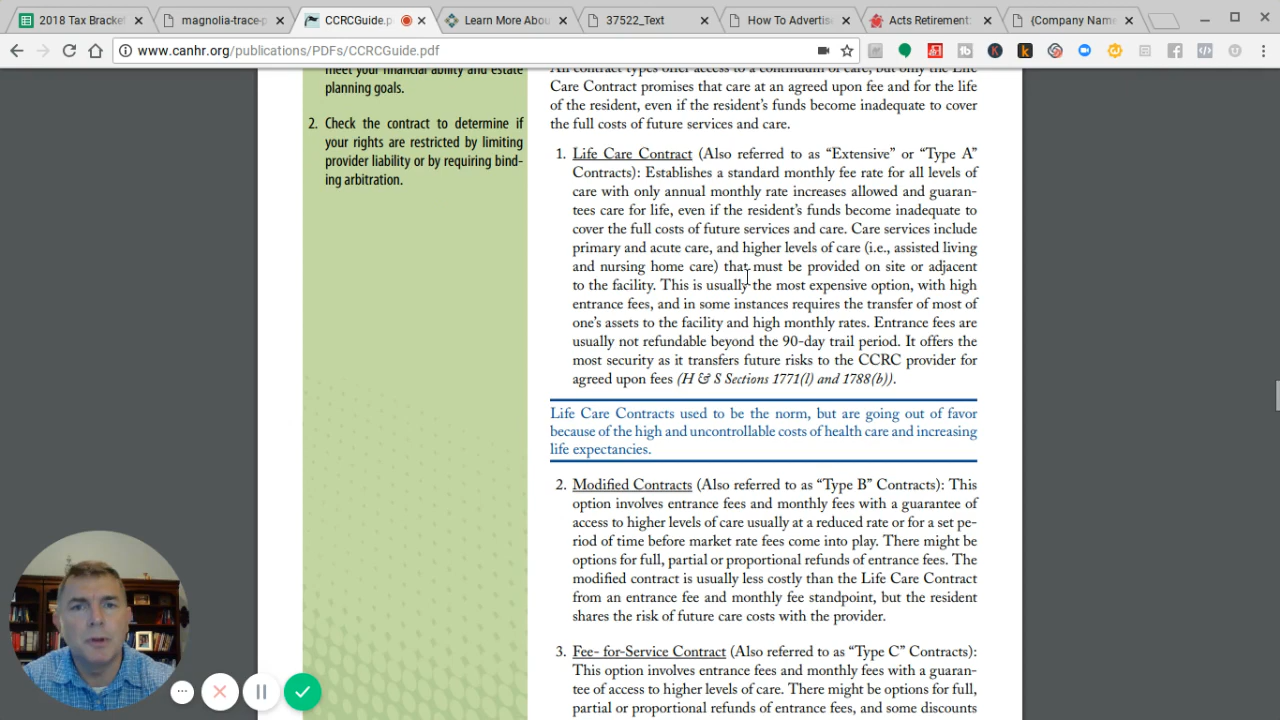 2018 Tax Bracket
magnolia-trace-p
CCRCGuide.p
Learn More Abou
37522_Text
How To Advertise
Acts Retirement
{Company Name
www.canhr.org/publications/PDFs/CCRCGuide.pdf
meet your financial ability and estate
planning goals.
2. Check the contract to determine if
your rights are restricted by limiting
provider liability or by requiring bind-
ing arbitration.
All contract types offer access to a continuum of care, but only the Life
Care Contract promises that care at an agreed upon fee and for the life
of the resident, even if the resident's funds become inadequate to cover
the full costs of future services and care.
1. Life Care Contract (Also referred to as “Extensive” or “Type A”
Contracts): Establishes a standard monthly fee rate for all levels of
care with only annual monthly rate increases allowed and guaran-
tees care for life, even if the resident's funds become inadequate to
cover the full costs of future services and care. Care services include
primary and acute care, and higher levels of care (i.e., assisted living
and nursing home care) that must be provided on site or adjacent
to the facility. This is usually the most expensive option, with high
entrance fees, and in some instances requires the transfer of most of
one's assets to the facility and high monthly rates. Entrance fees are
usually not refundable beyond the 90-day trail period. It offers the
most security as it transfers future risks to the CCRC provider for
agreed upon fees (H & S Sections 1771(l) and 1788(b)).
Life Care Contracts used to be the norm, but are going out of favor
because of the high and uncontrollable costs of health care and increasing
life expectancies.
2. Modified Contracts (Also referred to as “Type B” Contracts): This
option involves entrance fees and monthly fees with a guarantee of
access to higher levels of care usually at a reduced rate or for a set pe-
riod of time before market rate fees come into play. There might be
options for full, partial or proportional refunds of entrance fees. The
modified contract is usually less costly than the Life Care Contract
from an entrance fee and monthly fee standpoint, but the resident
shares the risk of future care costs with the provider.
3. Fee- for-Service Contract (Also referred to as “Type C” Contracts):
This option involves entrance fees and monthly fees with a guaran-
tee of access to higher levels of care. There might be options for full,
partial or proportional refunds of entrance fees, and some discounts